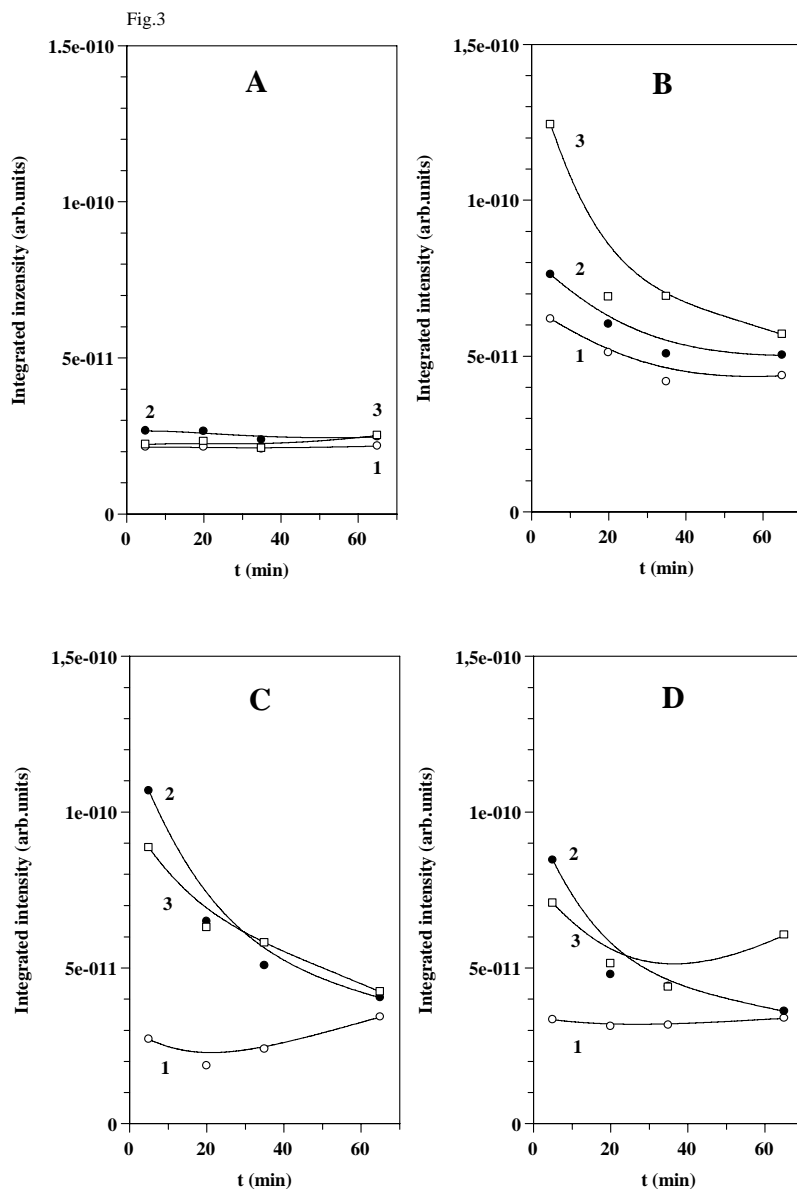 Fig.3
1,5e-010
1e-010
5e-011
0
Integrated inzensity (arb.units)
A
2
3
1
0
20
40
60
t (min)
1,5e-010
1e-010
5e-011
0
Integrated intensity (arb.units)
B
3
2
1
0
20
40
60
t (min)
1,5e-010
1e-010
5e-011
0
Integrated intensity (arb.units)
C
2
3
1
0
20
40
60
t (min)
1,5e-010
1e-010
5e-011
0
Integrated intensity (arb.units)
D
2
3
1
0
20
40
60
t (min)